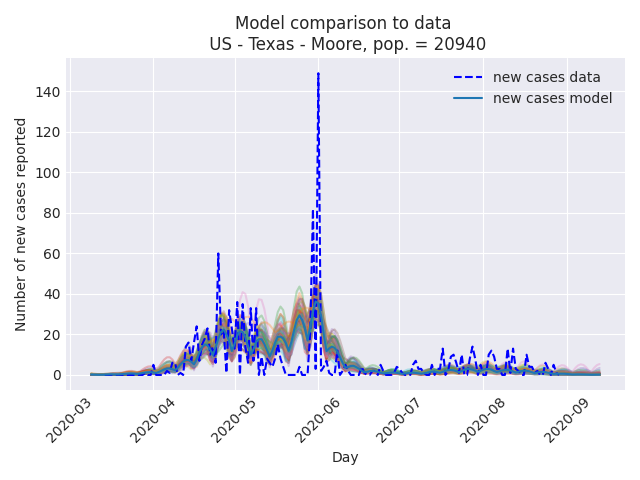 Model comparison to data
US - Texas - Moore, pop. = 20940
new cases data
new cases model
Number of new cases reported
140
120
100
80
60
40
20
0
2020-03
2020-04
2020-05
2020-06
2020-07
2020-08
2020-09
Day